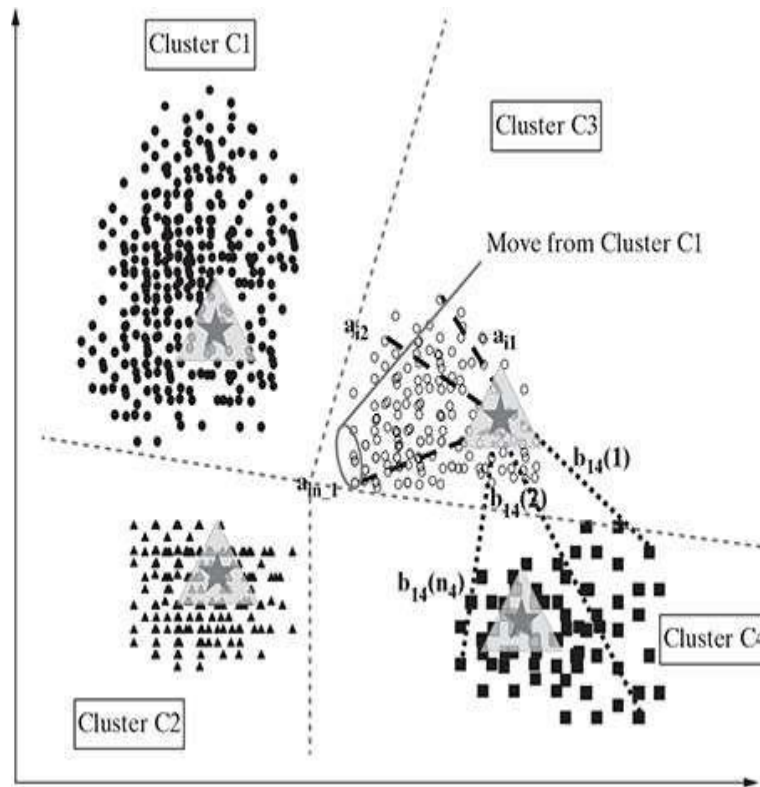 Cluster C1
Cluster C3
Move from Cluster C1
a_i2
a_i1
b_14(1)
a_in_1
b_14(2)
b_14(n_4)
Cluster C4
Cluster C2